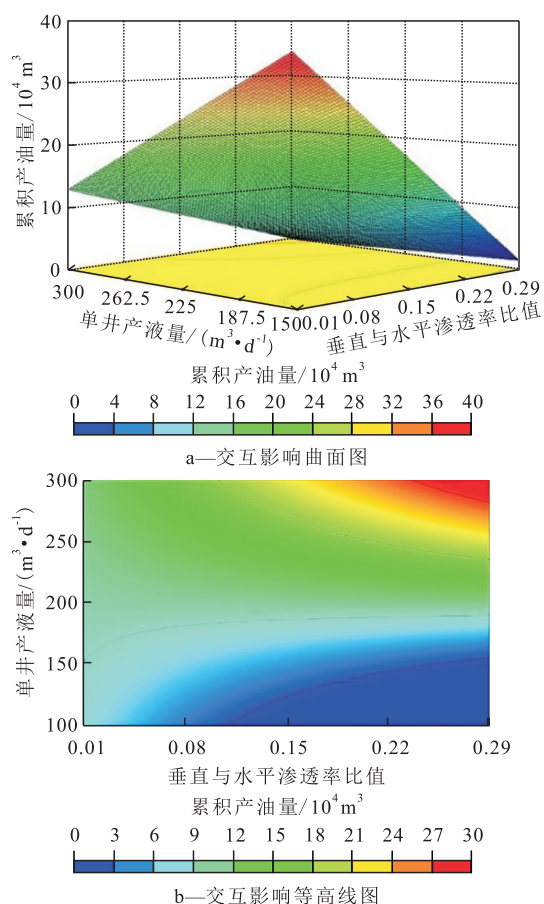 40
30
20
10
0
累积产油量/10⁴ m³
300
262.5
225
187.5
150
0.01
0.08
0.15
0.22
0.29
单井产液量/(m³•d⁻¹)
垂直与水平渗透率比值
累积产油量/10⁴ m³
0 4 8 12 16 20 24 28 32 36 40
a—交互影响曲面图
300
250
200
150
100
单井产液量/(m³•d⁻¹)
0.01 0.08 0.15 0.22 0.29
垂直与水平渗透率比值
累积产油量/10⁴ m³
0 3 6 9 12 15 18 21 24 27 30
b—交互影响等高线图